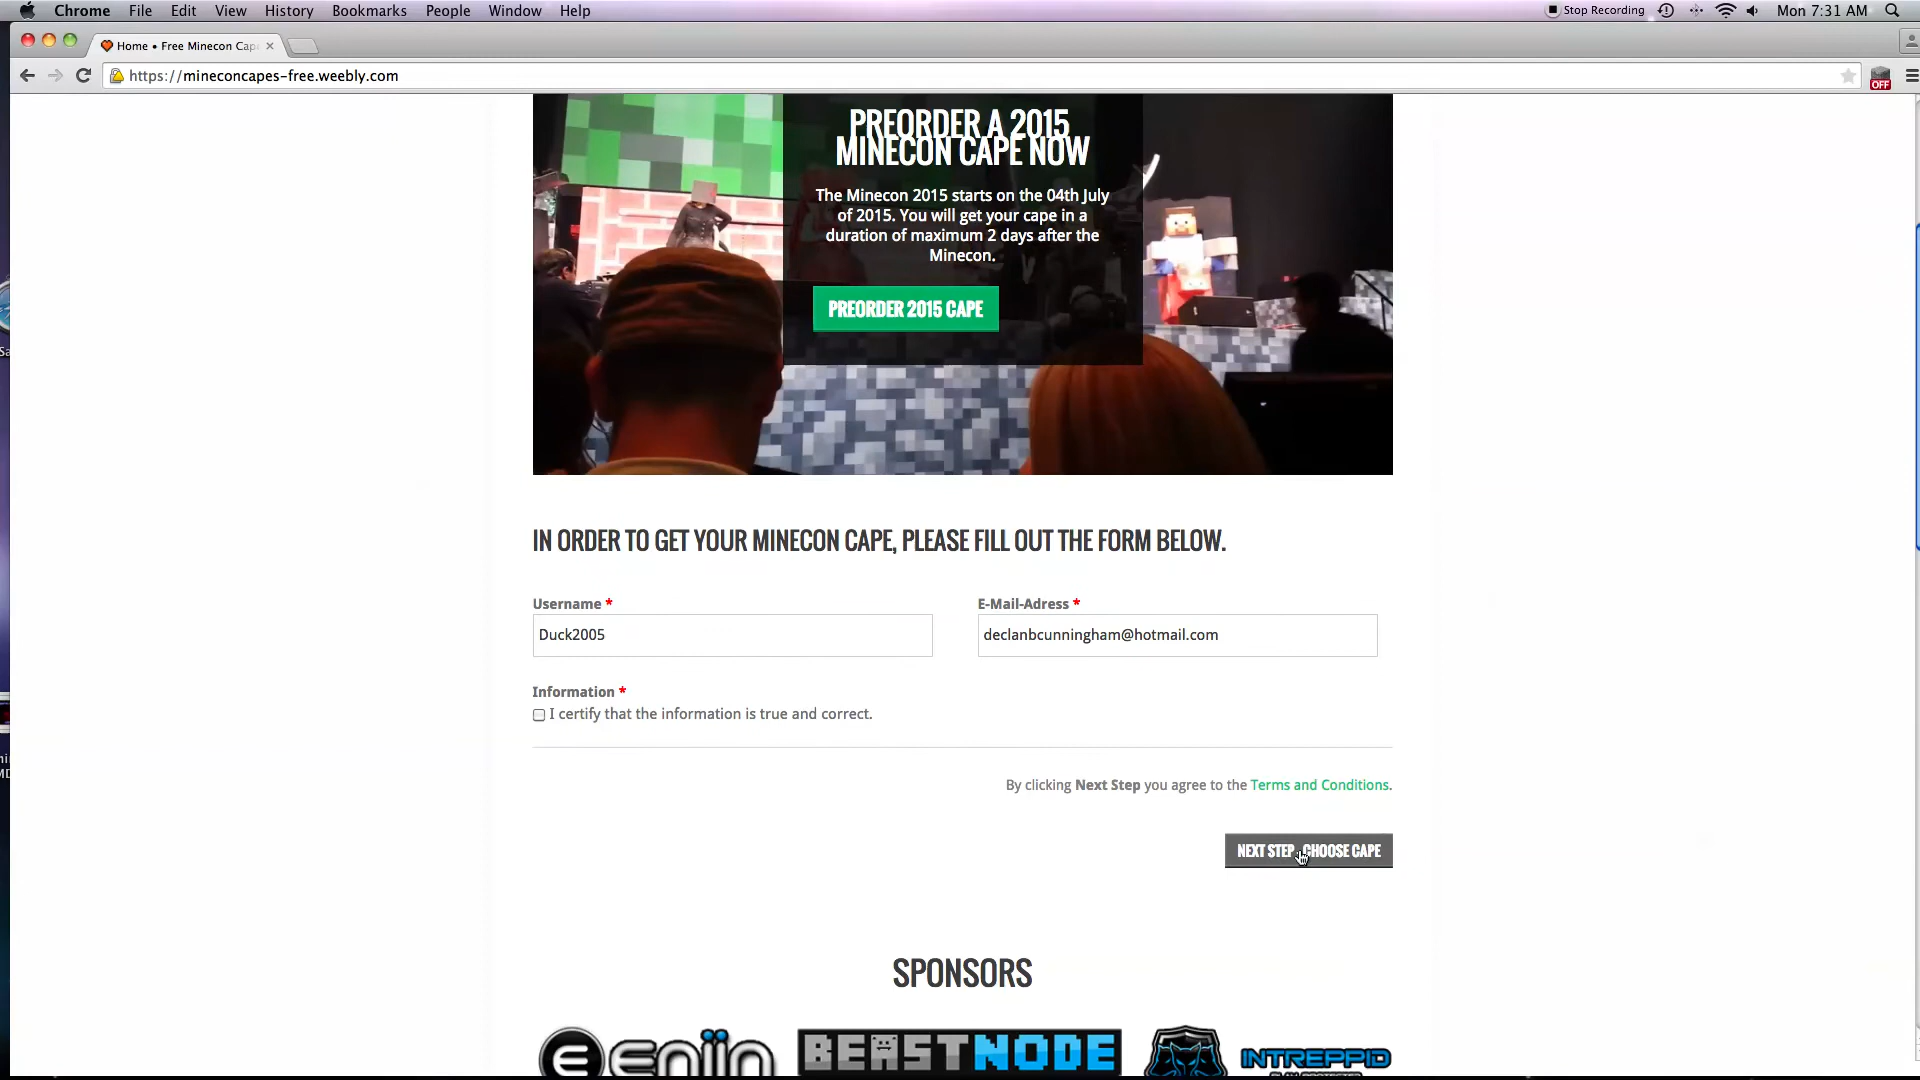 Chrome File Edit View History Bookmarks People Window Help
Stop Recording
Mon 7:31 AM
Home • Free Minecon Cap
https://mineconcapes-free.weebly.com
OFF
PREORDER A 2015
MINECON CAPE NOW
The Minecon 2015 starts on the 04th July
of 2015. You will get your cape in a
duration of maximum 2 days after the
Minecon.
PREORDER 2015 CAPE
IN ORDER TO GET YOUR MINECON CAPE, PLEASE FILL OUT THE FORM BELOW.
Username *
E-Mail-Adress *
Duck2005
declanbcunningham@hotmail.com
Information *
I certify that the information is true and correct.
By clicking Next Step you agree to the Terms and Conditions.
NEXT STEP CHOOSE CAPE
SPONSORS
eniin
BEASTNODE
INTREPPID